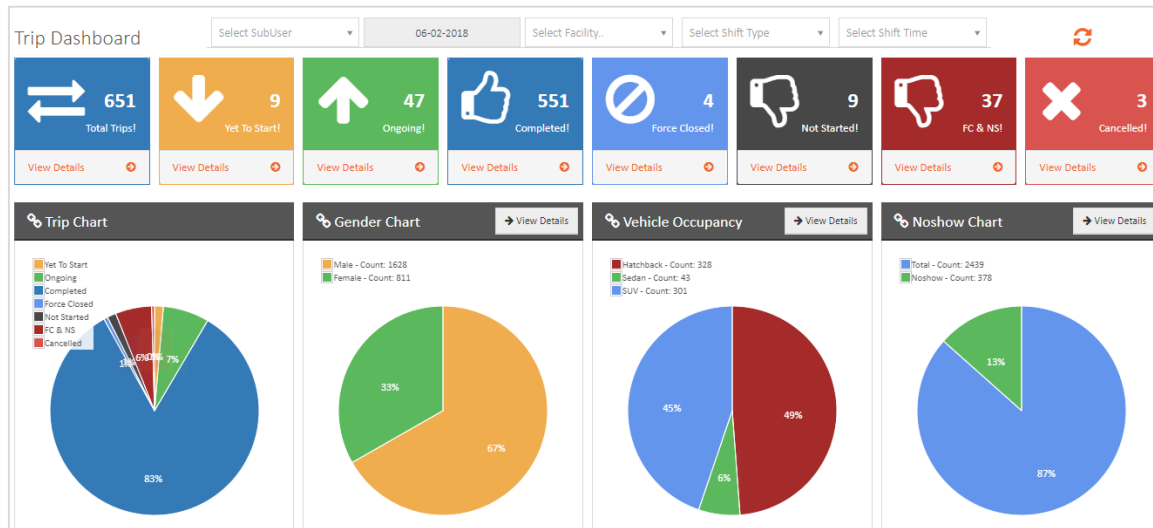 Trip Dashboard
Select SubUser
06-02-2018
Select Facility..
Select Shift Type
Select Shift Time
651
Total Trips!
View Details
9
Yet To Start!
View Details
47
Ongoing!
View Details
551
Completed!
View Details
4
Force Closed!
View Details
9
Not Started!
View Details
37
FC & NS!
View Details
3
Cancelled!
View Details
Trip Chart
Yet To Start
Ongoing
Completed
Force Closed
Not Started
FC & NS
Cancelled
6%
7%
83%
Gender Chart
View Details
Male - Count: 1628
Female - Count: 811
33%
67%
Vehicle Occupancy
View Details
Hatchback - Count: 328
Sedan - Count: 43
SUV - Count: 301
45%
49%
6%
Noshow Chart
View Details
Total - Count: 2439
Noshow - Count: 378
13%
87%